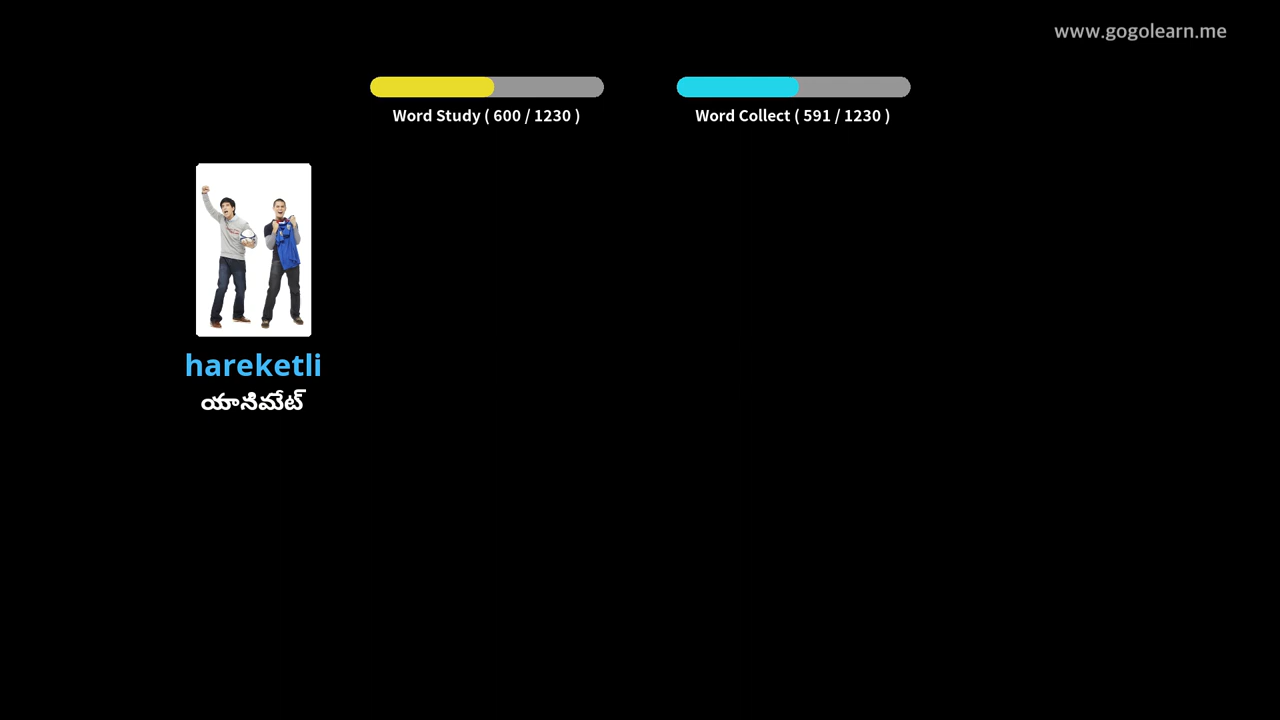 www.gogolearn.me
Word Study ( 600 / 1230 )
Word Collect ( 591 / 1230 )
hareketli
యానిమేట్